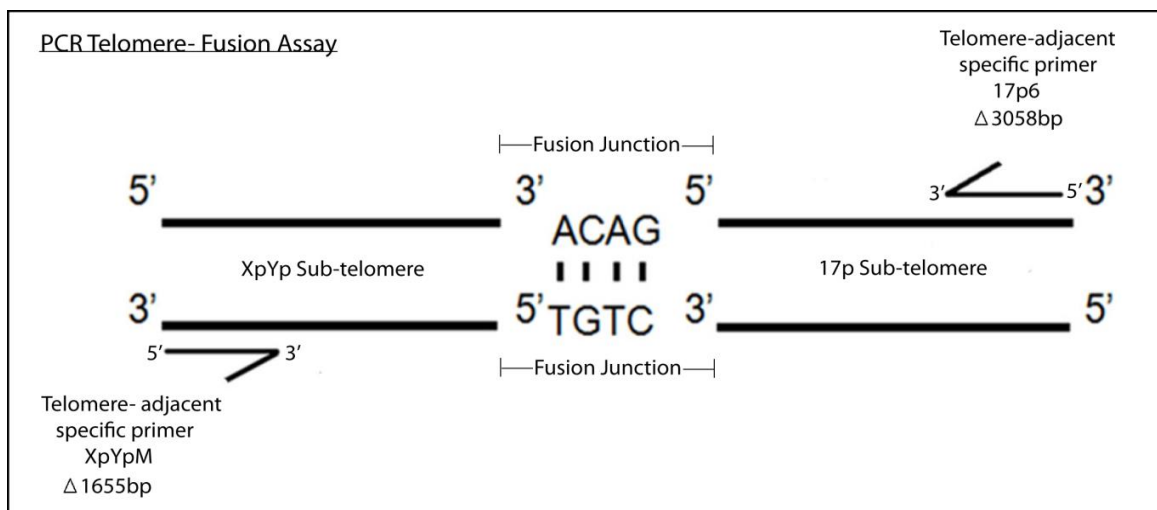 PCR Telomere- Fusion Assay
Telomere-adjacent
specific primer
17p6
Δ3058bp
Fusion Junction
5’ 3’ 5’ 3’ 5’ 3’
ACAG
XpYp Sub-telomere 17p Sub-telomere
3’ 5’ TGTC 3’ 5’
5’ 3’
Fusion Junction
Telomere- adjacent
specific primer
XpYpM
Δ1655bp